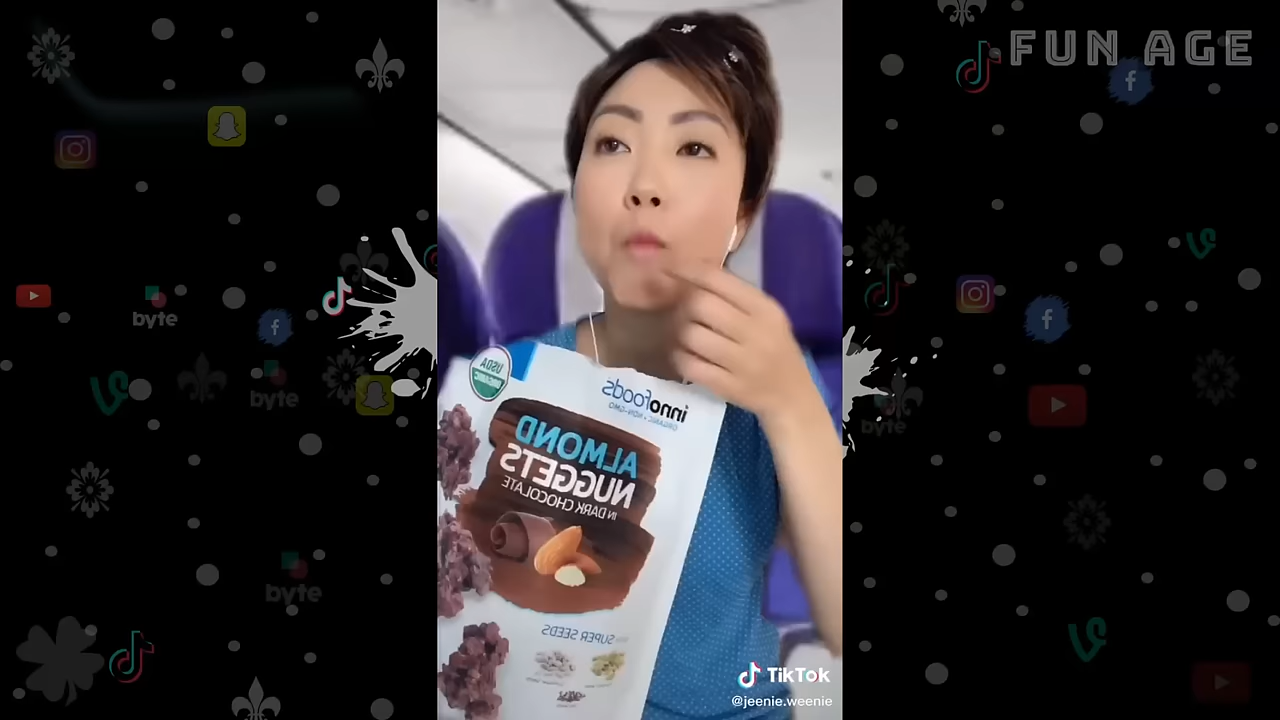 FUN AGE
byte
byte
byte
byte
USDA
ORGANIC
innoFoods
ORGANIC • NON-GMO
ALMOND
NUGGETS
IN DARK CHOCOLATE
SUPER SEEDS
TikTok
@jeenie.weenie